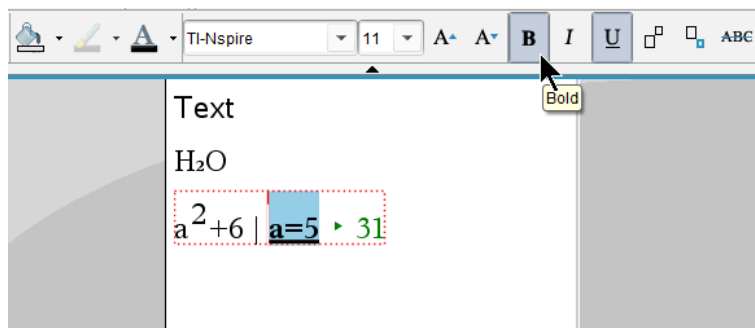 TI-Nspire 11 A A B I U ABC
Bold
Text
H₂O
a²+6 | a=5 ▸ 31